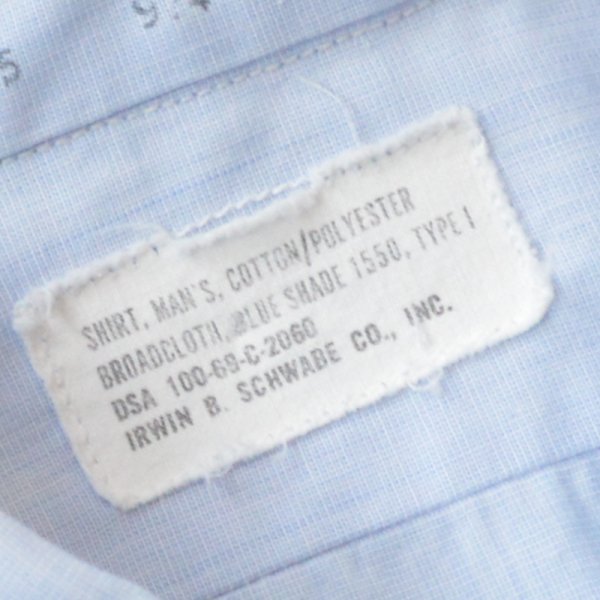 SHIRT, MAN'S, COTTON/POLYESTER
BROADCLOTH, BLUE SHADE 1550, TYPE I
DSA 100-69-C-2060
IRWIN B. SCHWABE CO., INC.